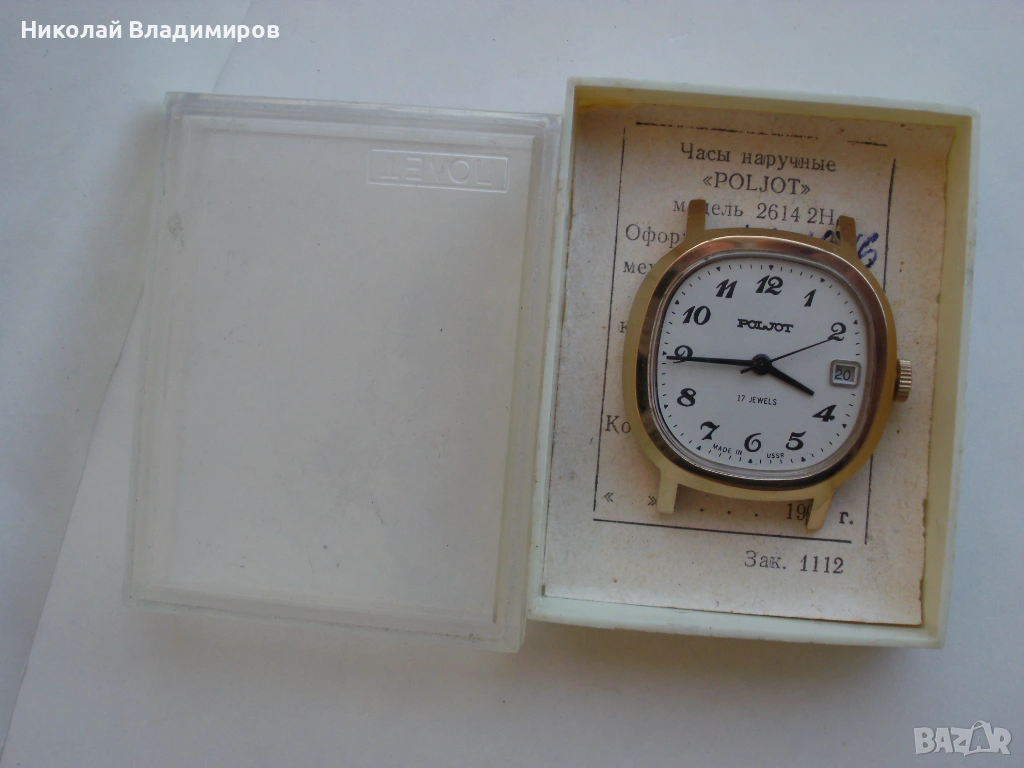 Николай Владимиров
Часы наручные
«POLJOT»
модель 2614 2Н
Офор
ме
Ко
« » . . . . 19 г.
Зак. 1112
12
1
2
20
4
5
6
7
8
9
10
11
POLJOT
17 JEWELS
MADE IN USSR
BAZAR